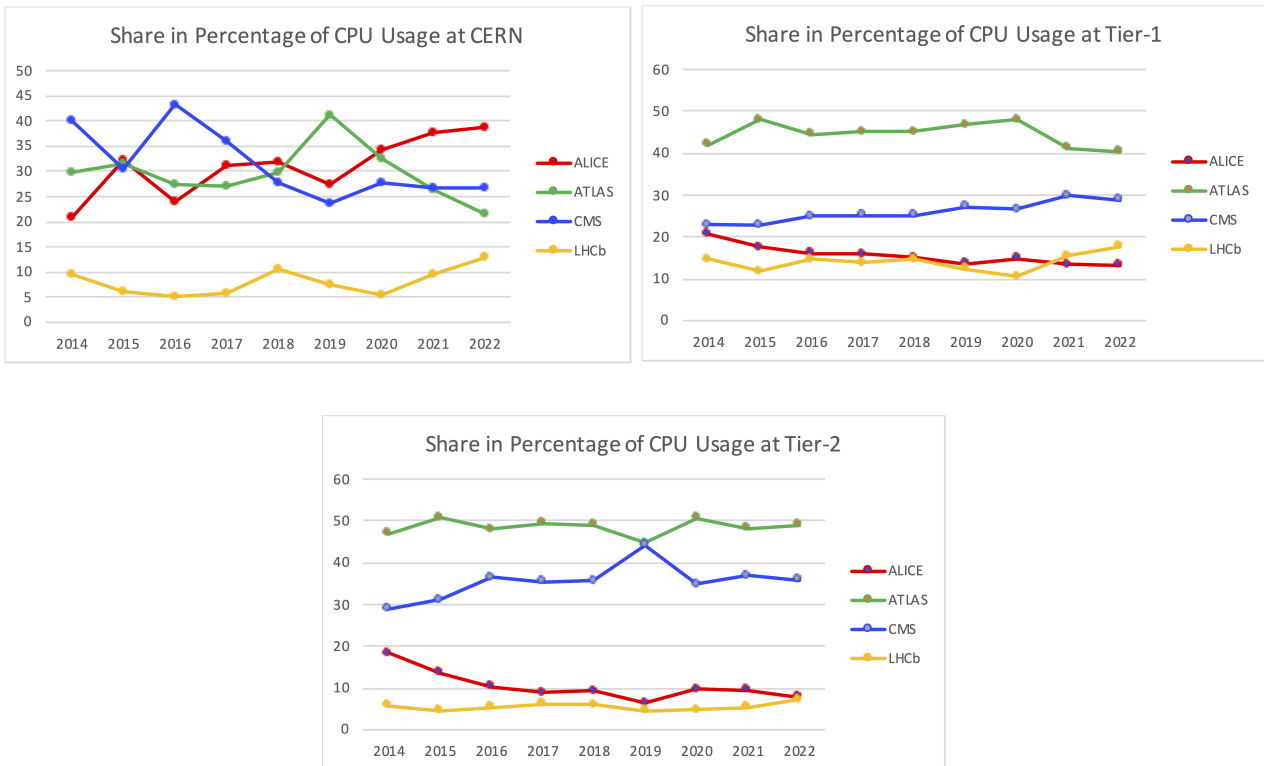 Share in Percentage of CPU Usage at CERN
50
45
40
35
30
25
20
15
10
5
0
2014 2015 2016 2017 2018 2019 2020 2021 2022
ALICE
ATLAS
CMS
LHCb
Share in Percentage of CPU Usage at Tier-1
60
50
40
30
20
10
0
2014 2015 2016 2017 2018 2019 2020 2021 2022
ALICE
ATLAS
CMS
LHCb
Share in Percentage of CPU Usage at Tier-2
60
50
40
30
20
10
0
2014 2015 2016 2017 2018 2019 2020 2021 2022
ALICE
ATLAS
CMS
LHCb